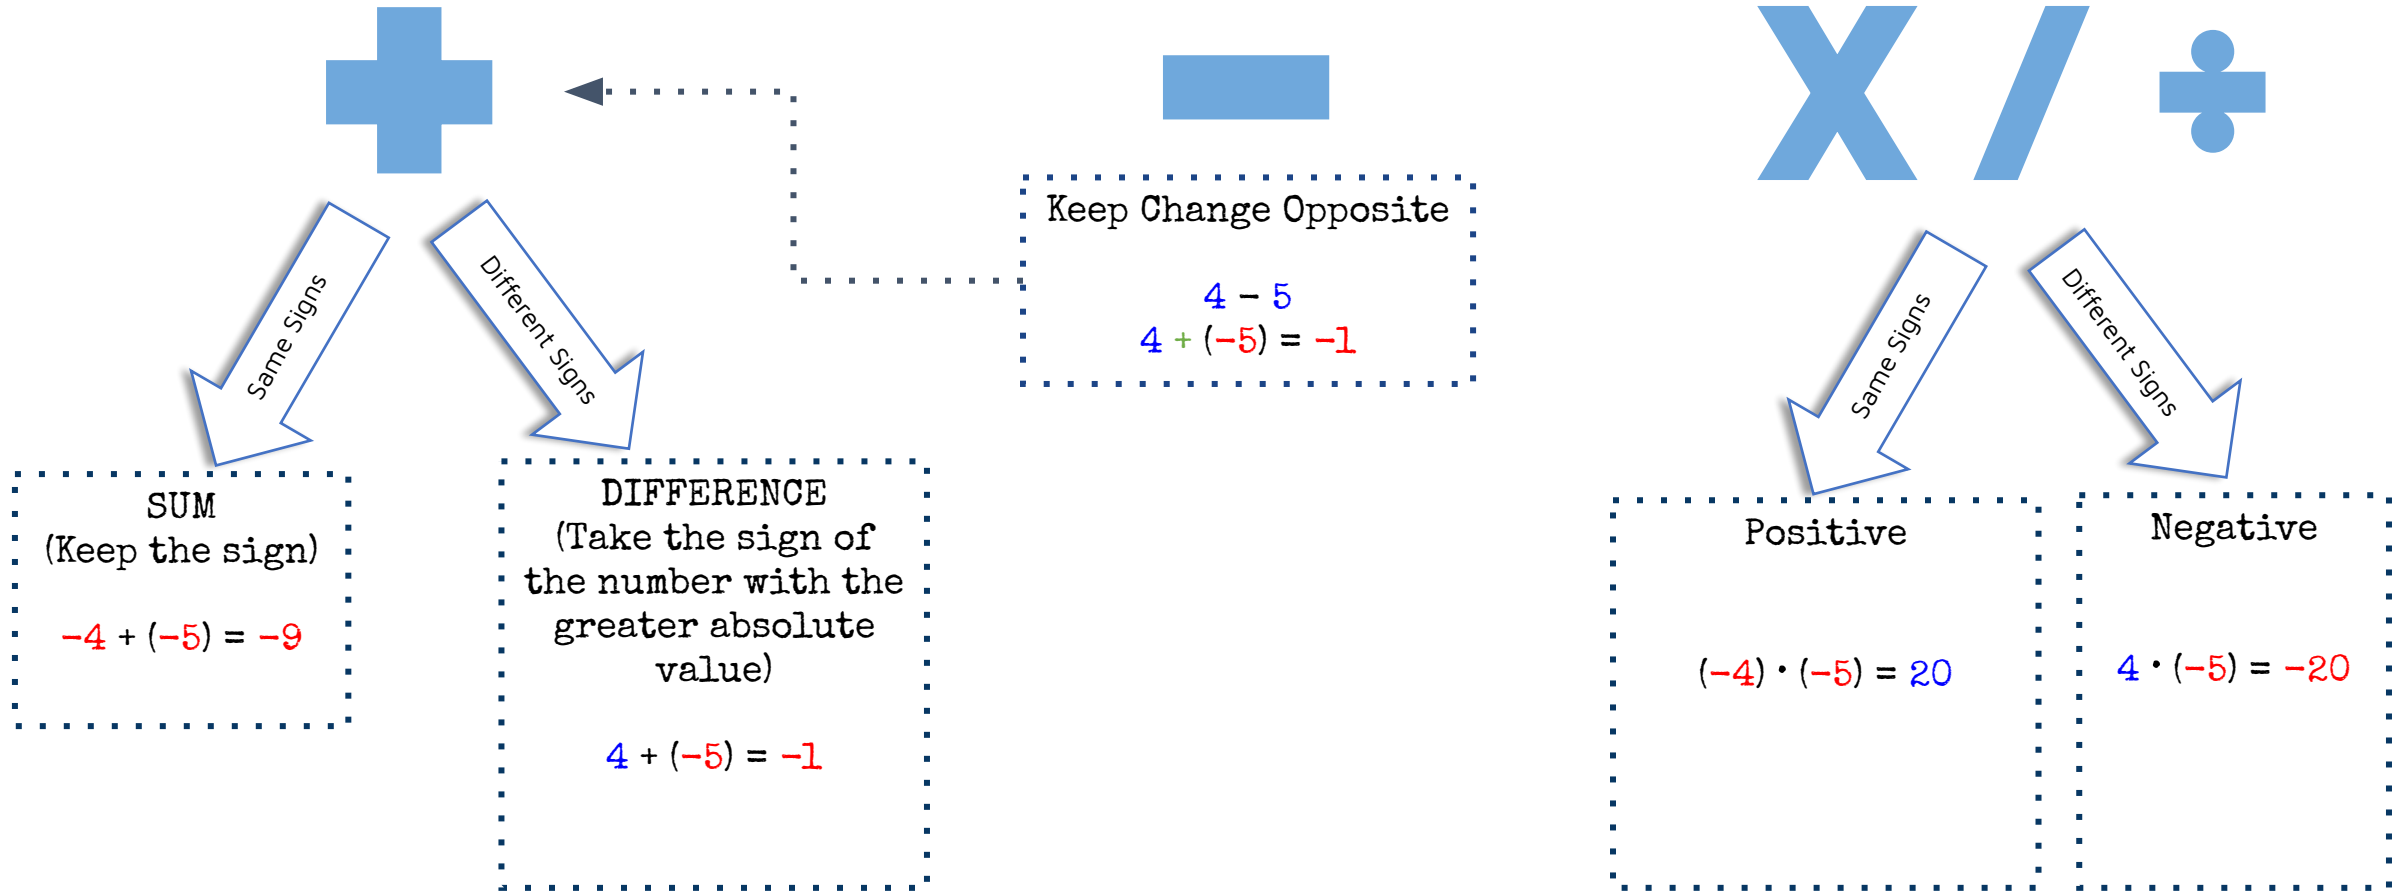 +
Same Signs
Different Signs
SUM
(Keep the sign)
-4 + (-5) = -9
DIFFERENCE
(Take the sign of
the number with the
greater absolute
value)
4 + (-5) = -1
−
Keep Change Opposite
4 - 5
4 + (-5) = -1
X / ÷
Same Signs
Different Signs
Positive
(-4) · (-5) = 20
Negative
4 · (-5) = -20